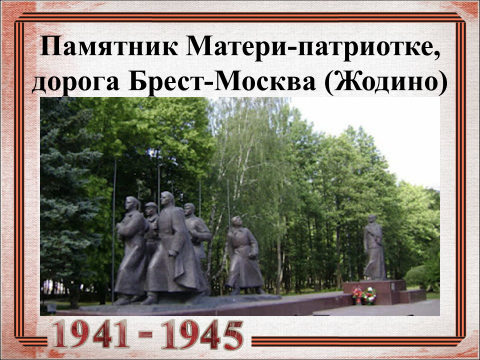 Памятник Матери-патриотке,
дорога Брест-Москва (Жодино)
1941 - 1945